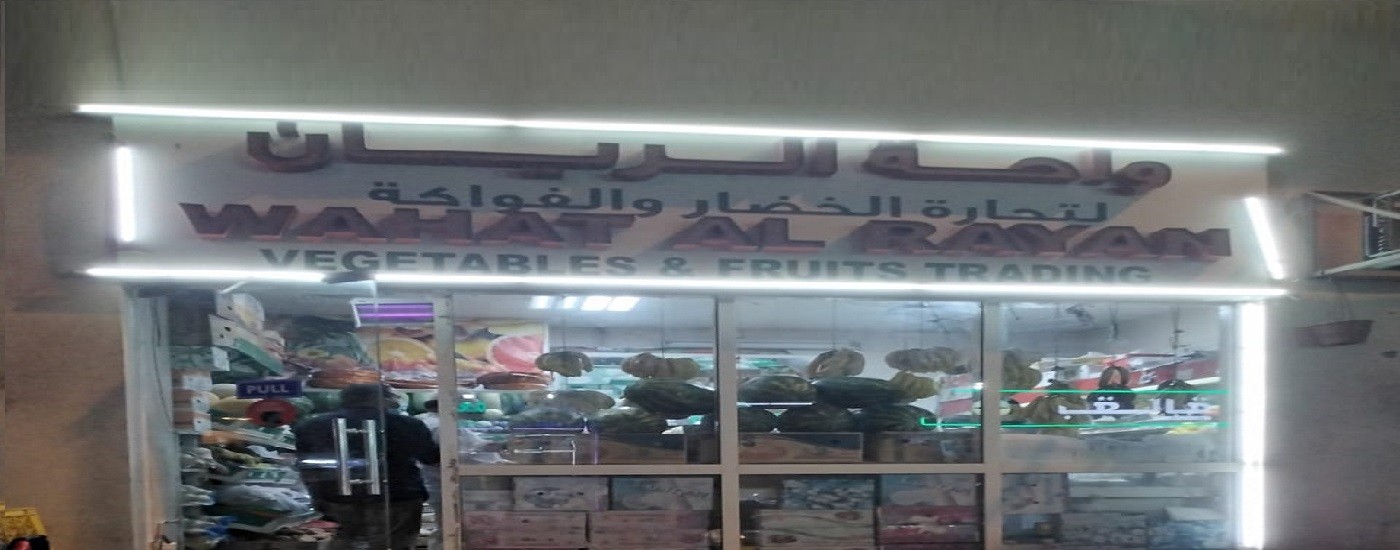 واحة الريان
لتجارة الخضار والفواكة
WAHAT AL RAYAN
VEGETABLES & FRUITS TRADING
PULL